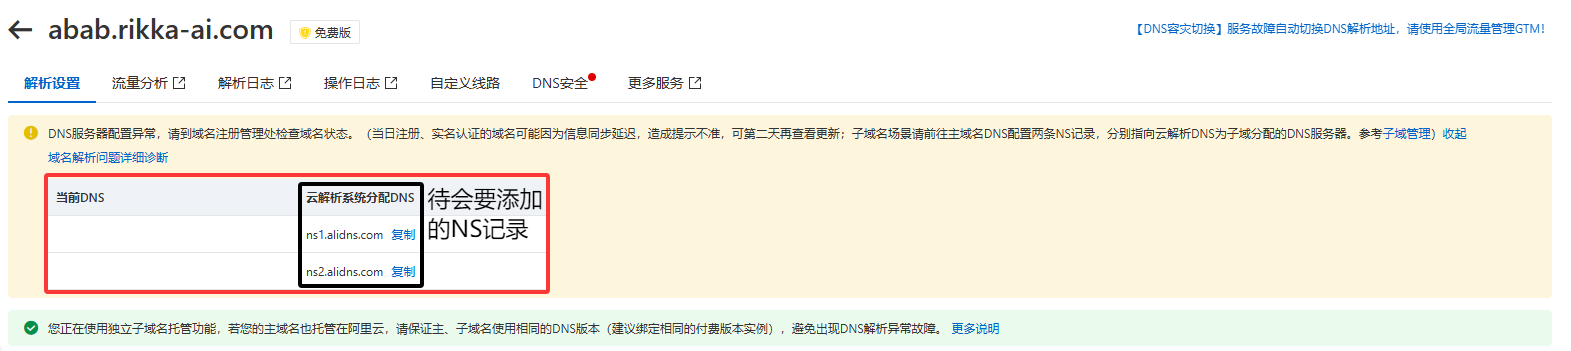 abab.rikka-ai.com 免费版
【DNS容灾切换】服务故障自动切换DNS解析地址，请使用全局流量管理GTM！
解析设置 流量分析 解析日志 操作日志 自定义线路 DNS安全 更多服务
DNS服务器配置异常，请到域名注册管理处检查域名状态。（当日注册、实名认证的域名可能因为信息同步延迟，造成提示不准，可第二天再查看更新；子域名场景请前往主域名DNS配置两条NS记录，分别指向云解析DNS为子域分配的DNS服务器。参考子域管理）收起
域名解析问题详细诊断
当前DNS 云解析系统分配DNS
ns1.alidns.com 复制
ns2.alidns.com 复制
待会要添加
的NS记录
您正在使用独立子域名托管功能，若您的主域名也托管在阿里云，请保证主、子域名使用相同的DNS版本（建议绑定相同的付费版本实例），避免出现DNS解析异常故障。 更多说明